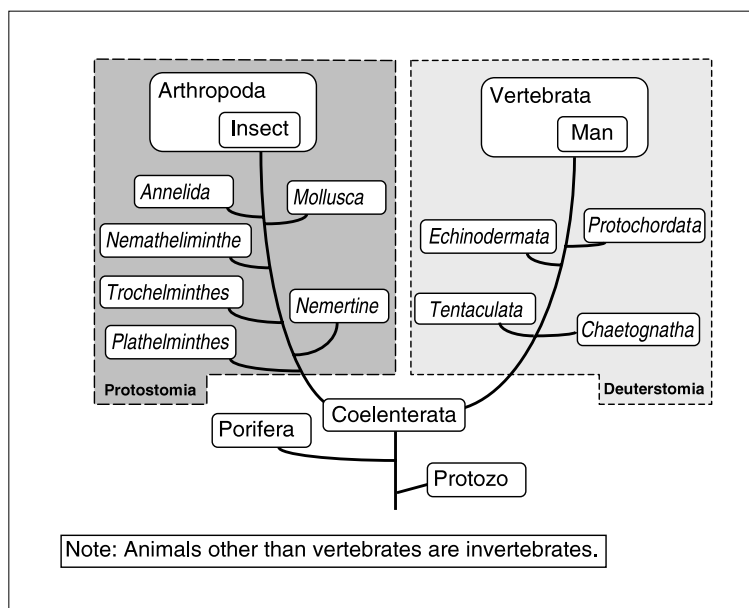 Arthropoda
Insect
Vertebrata
Man
Annelida
Mollusca
Nematheliminthe
Echinodermata
Protochordata
Trochelminthes
Nemertine
Tentaculata
Chaetognatha
Plathelminthes
Protostomia
Deuterstomia
Coelenterata
Porifera
Protozo
Note: Animals other than vertebrates are invertebrates.